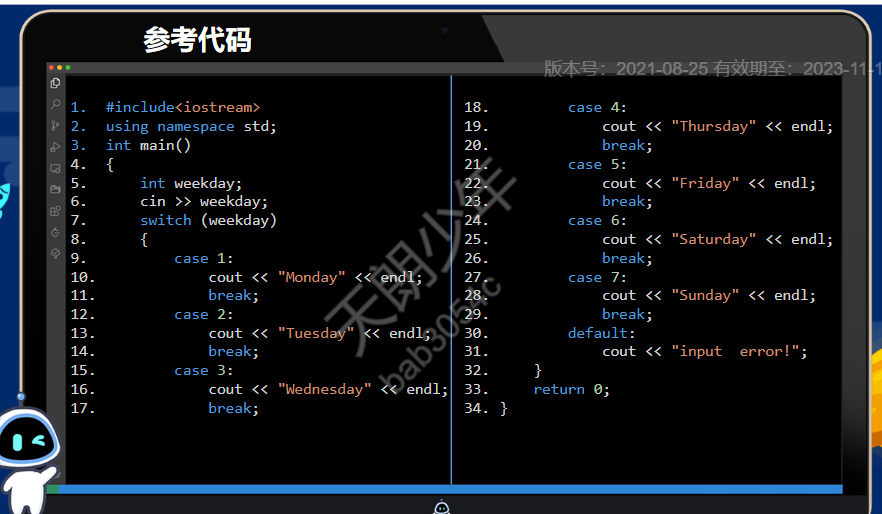 参考代码
版本号：2021-08-25 有效期至：2023-11-1
1. #include<iostream>
2. using namespace std;
3. int main()
4. {
5. int weekday;
6. cin >> weekday;
7. switch (weekday)
8. {
9. case 1:
10. cout << "Monday" << endl;
11. break;
12. case 2:
13. cout << "Tuesday" << endl;
14. break;
15. case 3:
16. cout << "Wednesday" << endl;
17. break;
18. case 4:
19. cout << "Thursday" << endl;
20. break;
21. case 5:
22. cout << "Friday" << endl;
23. break;
24. case 6:
25. cout << "Saturday" << endl;
26. break;
27. case 7:
28. cout << "Sunday" << endl;
29. break;
30. default:
31. cout << "input  error!";
32. }
33. return 0;
34. }
天朗少年
bab3054c